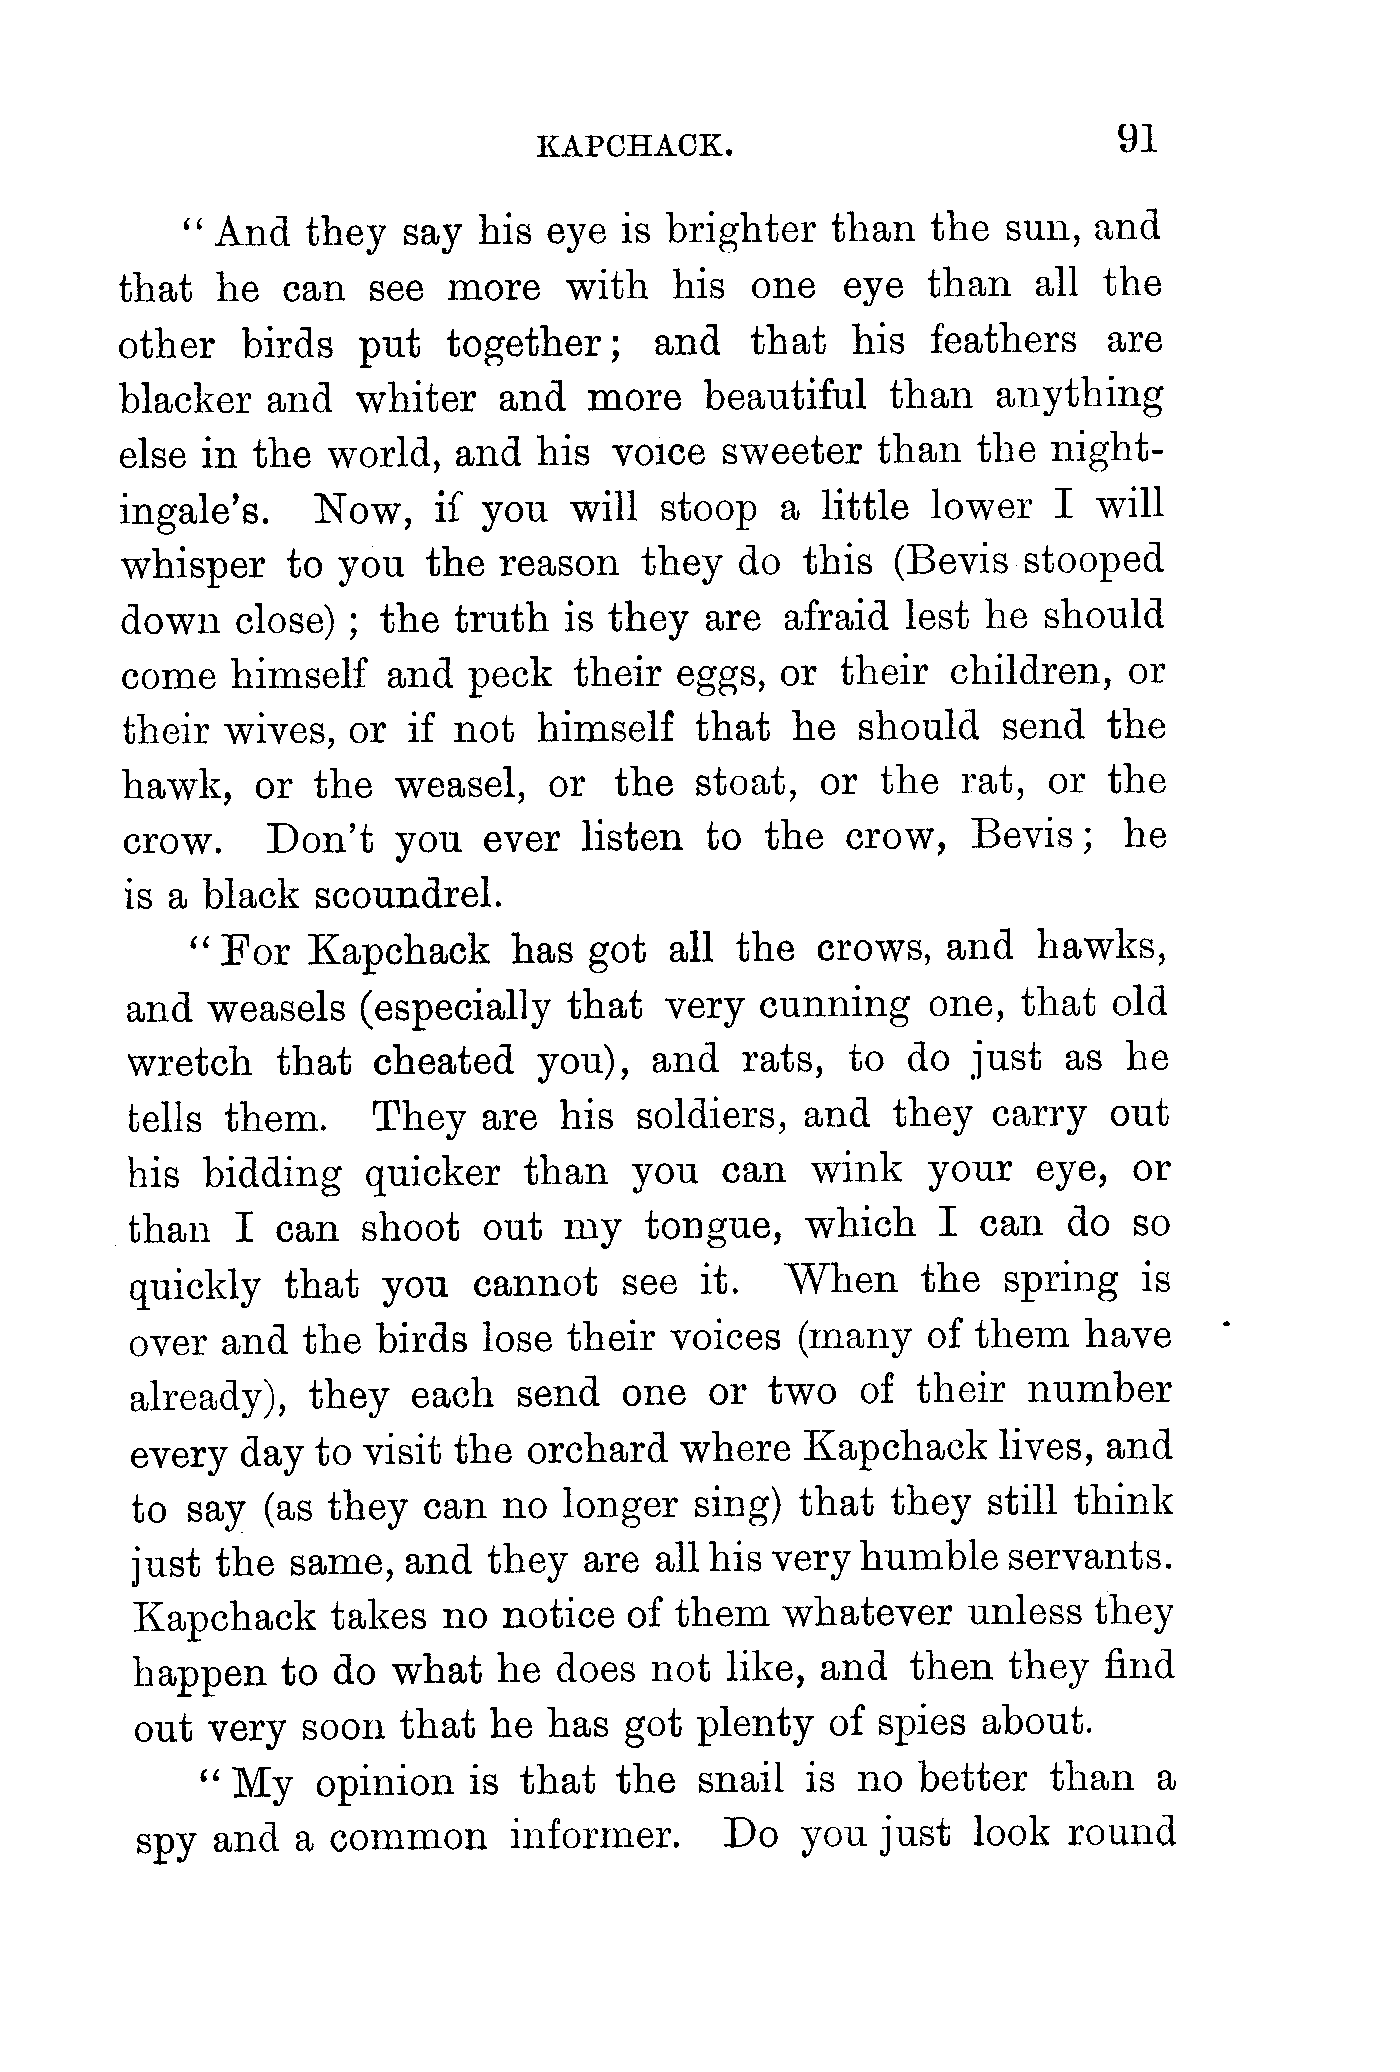 KAPCHACK. 91
" And they say his eye is brighter than the sun, and
that he can see more with his one eye than all the
other birds put together ; and that his feathers are
blacker and whiter and more beautiful than anything
else in the world, and his voice sweeter than the night-
ingale's. Now, if you will stoop a little lower I will
whisper to you the reason they do this (Bevis stooped
down close) ; the truth is they are afraid lest he should
come himself and peck their eggs, or their children, or
their wives, or if not himself that he should send the
hawk, or the weasel, or the stoat, or the rat, or the
crow. Don't you ever listen to the crow, Bevis ; he
is a black scoundrel.
" For Kapchack has got all the crows, and hawks,
and weasels (especially that very cunning one, that old
wretch that cheated you), and rats, to do just as he
tells them. They are his soldiers, and they carry out
his bidding quicker than you can wink your eye, or
than I can shoot out my tongue, which I can do so
quickly that you cannot see it. When the spring is
over and the birds lose their voices (many of them have
already), they each send one or two of their number
every day to visit the orchard where Kapchack lives, and
to say (as they can no longer sing) that they still think
just the same, and they are all his very humble servants.
Kapchack takes no notice of them whatever unless they
happen to do what he does not like, and then they find
out very soon that he has got plenty of spies about.
" My opinion is that the snail is no better than a
spy and a common informer. Do you just look round